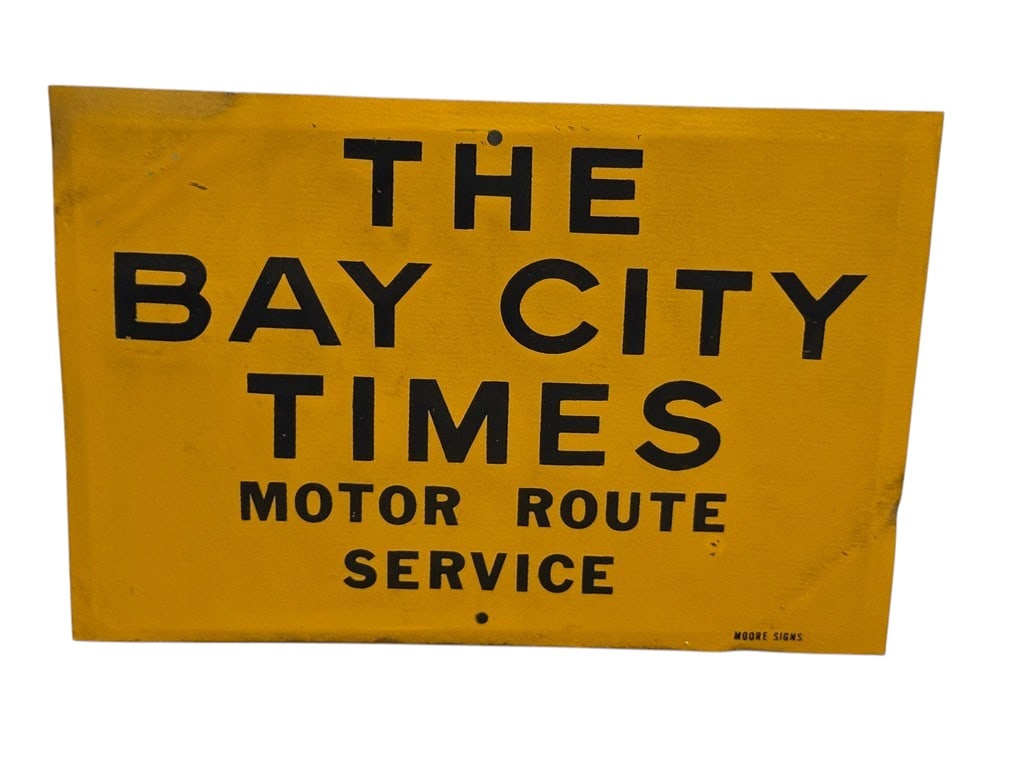 THE
BAY CITY
TIMES
MOTOR ROUTE
SERVICE
MOORE SIGNS